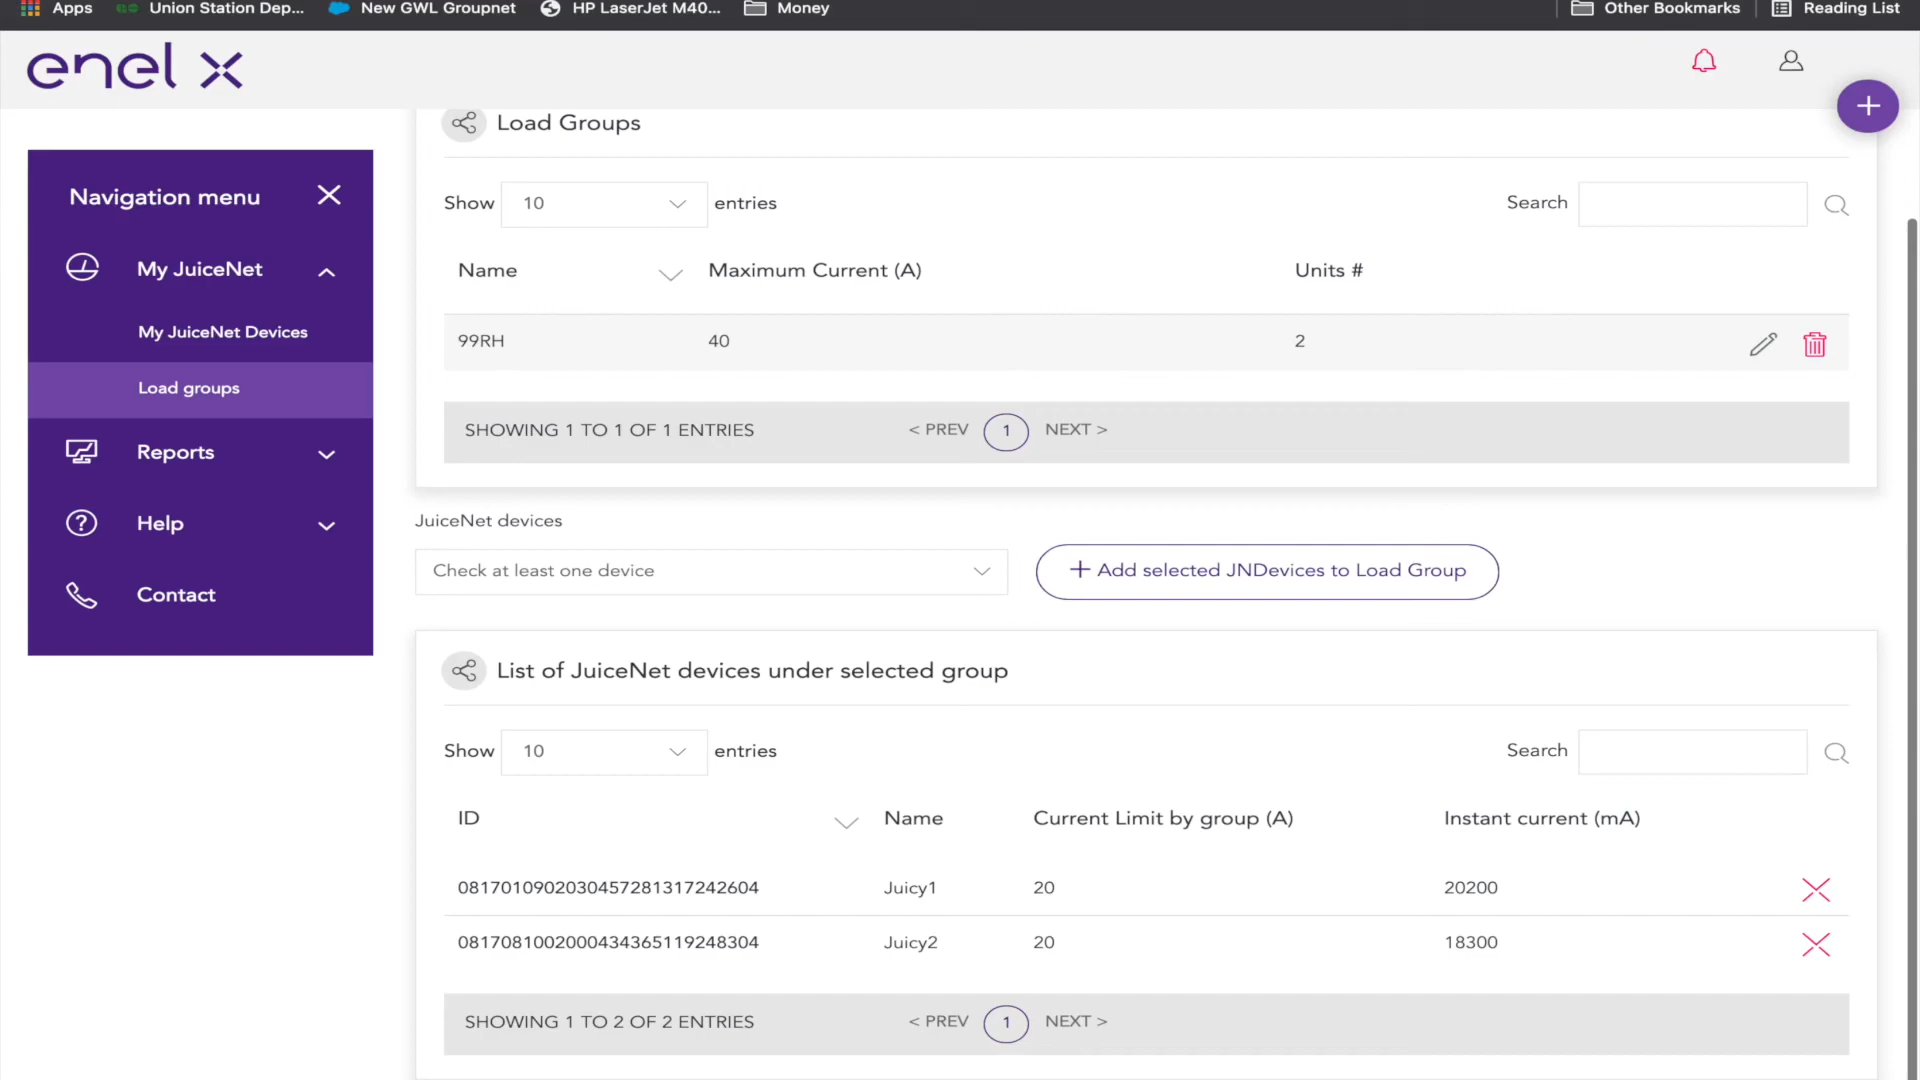 Apps Union Station Dep... New GWL Groupnet HP LaserJet M40... Money Other Bookmarks Reading List
enel x
Navigation menu
My JuiceNet
My JuiceNet Devices
Load groups
Reports
Help
Contact
Load Groups
Show 10 entries Search
Name Maximum Current (A) Units #
99RH 40 2
SHOWING 1 TO 1 OF 1 ENTRIES < PREV 1 NEXT >
JuiceNet devices
Check at least one device + Add selected JNDevices to Load Group
List of JuiceNet devices under selected group
Show 10 entries Search
ID Name Current Limit by group (A) Instant current (mA)
0817010902030457281317242604 Juicy1 20 20200
0817081002000434365119248304 Juicy2 20 18300
SHOWING 1 TO 2 OF 2 ENTRIES < PREV 1 NEXT >